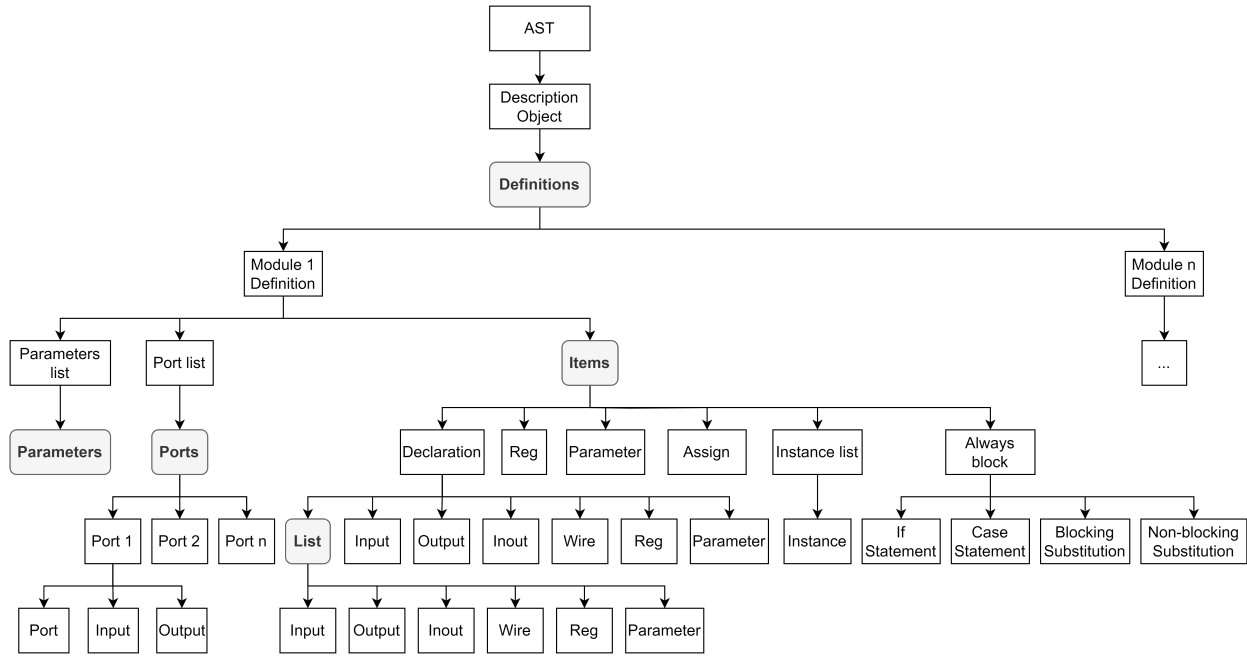 AST
Description
Object
Definitions
Module 1
Definition
Module n
Definition
Parameters
list
Port list
Items
...
Parameters
Ports
Declaration
Reg
Parameter
Assign
Instance list
Always
block
Port 1
Port 2
Port n
List
Input
Output
Inout
Wire
Reg
Parameter
Instance
If
Statement
Case
Statement
Blocking
Substitution
Non-blocking
Substitution
Port
Input
Output
Input
Output
Inout
Wire
Reg
Parameter